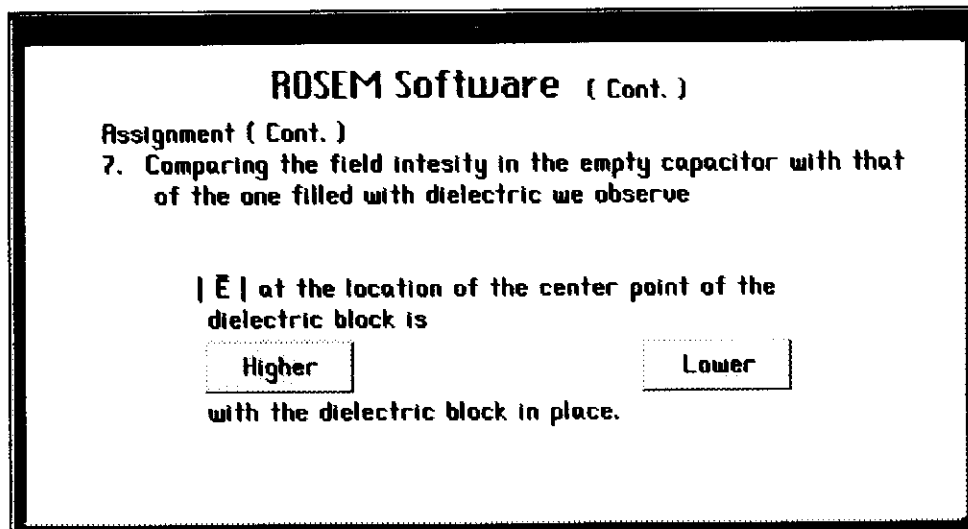 ROSEM Software ( Cont. )
Assignment ( Cont. )
7. Comparing the field intesity in the empty capacitor with that
of the one filled with dielectric we observe
| E̅ | at the location of the center point of the
dielectric block is
Higher Lower
with the dielectric block in place.